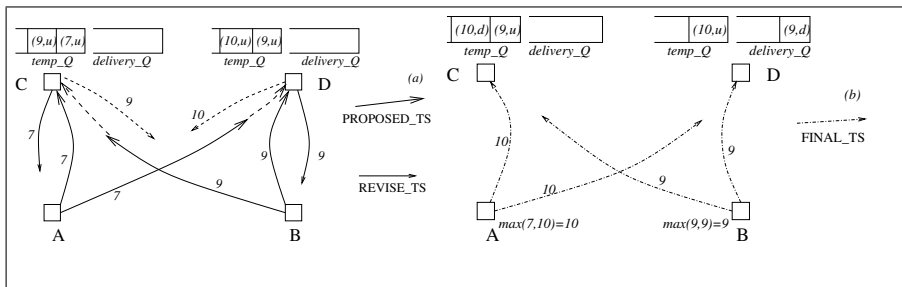 (9,u) (7,u)
temp_Q delivery_Q
(10,u) (9,u)
temp_Q delivery_Q
C
D
9
10
7
7
9
9
7
9
A
B
(a)
PROPOSED_TS
REVISE_TS
(10,d) (9,u)
temp_Q delivery_Q
(10,u) (9,d)
temp_Q delivery_Q
C
D
10
9
10
9
A max(7,10)=10
max(9,9)=9 B
(b)
FINAL_TS